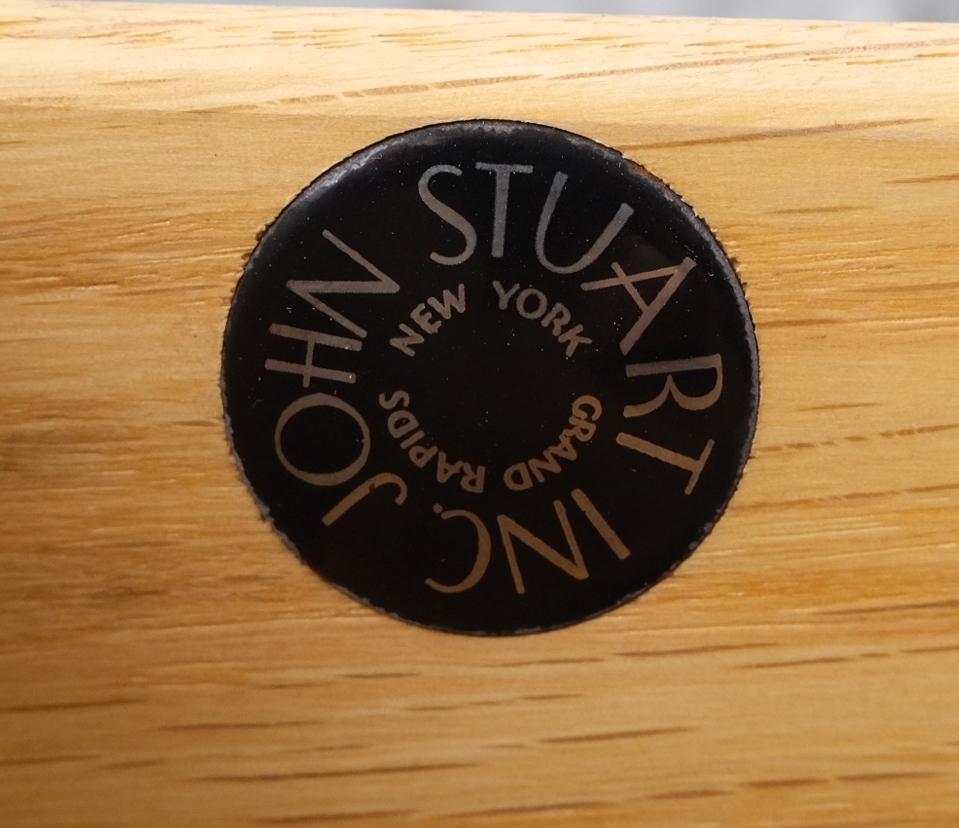 JOHN STUART INC.
NEW YORK
GRAND RAPIDS